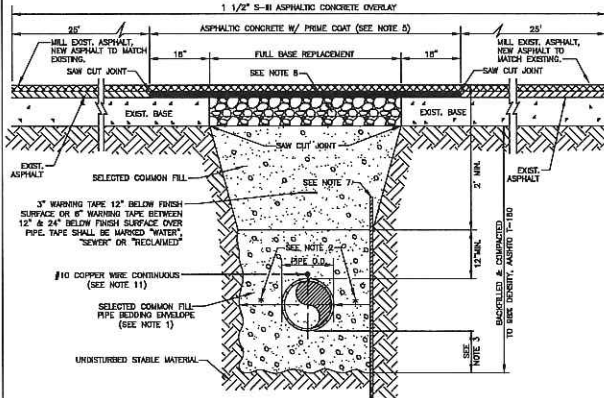 1 1/2" S-III ASPHALTIC CONCRETE OVERLAY
25'
ASPHALTIC CONCRETE W/ PRIME COAT (SEE NOTE 5)
25'
MILL EXIST. ASPHALT,
NEW ASPHALT TO MATCH
EXISTING.
18"
FULL BASE REPLACEMENT
18"
MILL EXIST. ASPHALT,
NEW ASPHALT TO
MATCH EXISTING.
SAW CUT JOINT
SEE NOTE 8
SAW CUT JOINT
EXIST. BASE
EXIST. BASE
SAW CUT JOINT
EXIST.
ASPHALT
EXIST.
ASPHALT
SELECTED COMMON FILL
SEE NOTE 7
2' MIN.
3" WARNING TAPE 12" BELOW FINISH
SURFACE OR 6" WARNING TAPE BETWEEN
12" & 24" BELOW FINISH SURFACE OVER
PIPE. TAPE SHALL BE MARKED "WATER",
"SEWER" OR "RECLAIMED"
SEE NOTE 2
PIPE O.D.
12"MIN.
BACKFILLED & COMPACTED
TO DENSITY, AASHTO T-180
#10 COPPER WIRE CONTINUOUS
(SEE NOTE 11)
SELECTED COMMON FILL
PIPE BEDDING ENVELOPE
(SEE NOTE 1)
SEE
NOTE 3
UNDISTURBED STABLE MATERIAL